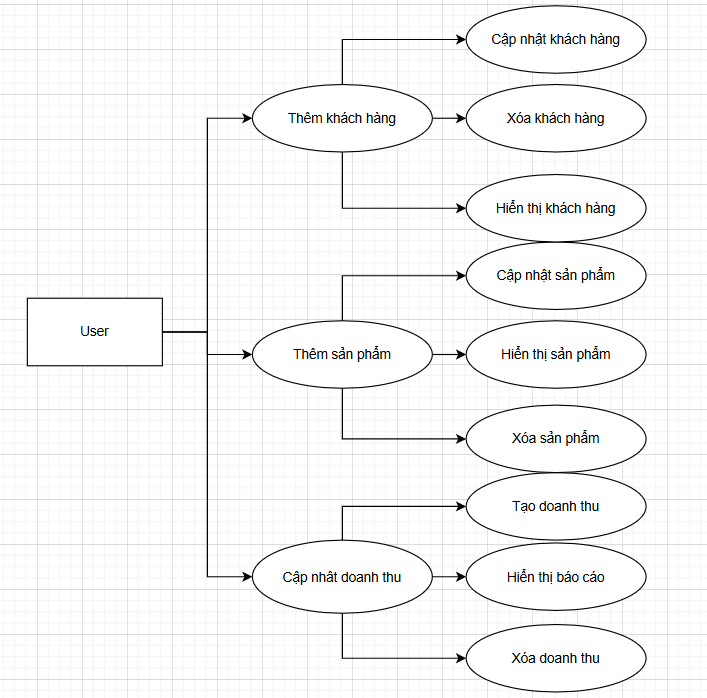 Cập nhật khách hàng
Thêm khách hàng
Xóa khách hàng
Hiển thị khách hàng
Cập nhật sản phẩm
User
Thêm sản phẩm
Hiển thị sản phẩm
Xóa sản phẩm
Tạo doanh thu
Cập nhât doanh thu
Hiển thị báo cáo
Xóa doanh thu